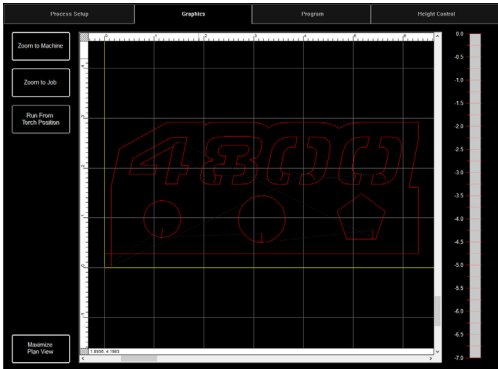 Process Setup
Graphics
Program
Height Control
Zoom to Machine
Zoom to Job
Run From
Torch Position
Maximize
Plan View
0.0
-0.5
-1.0
-1.5
-2.0
-2.5
-3.0
-3.5
-4.0
-4.5
-5.0
-5.5
-6.0
-6.5
-7.0
4800